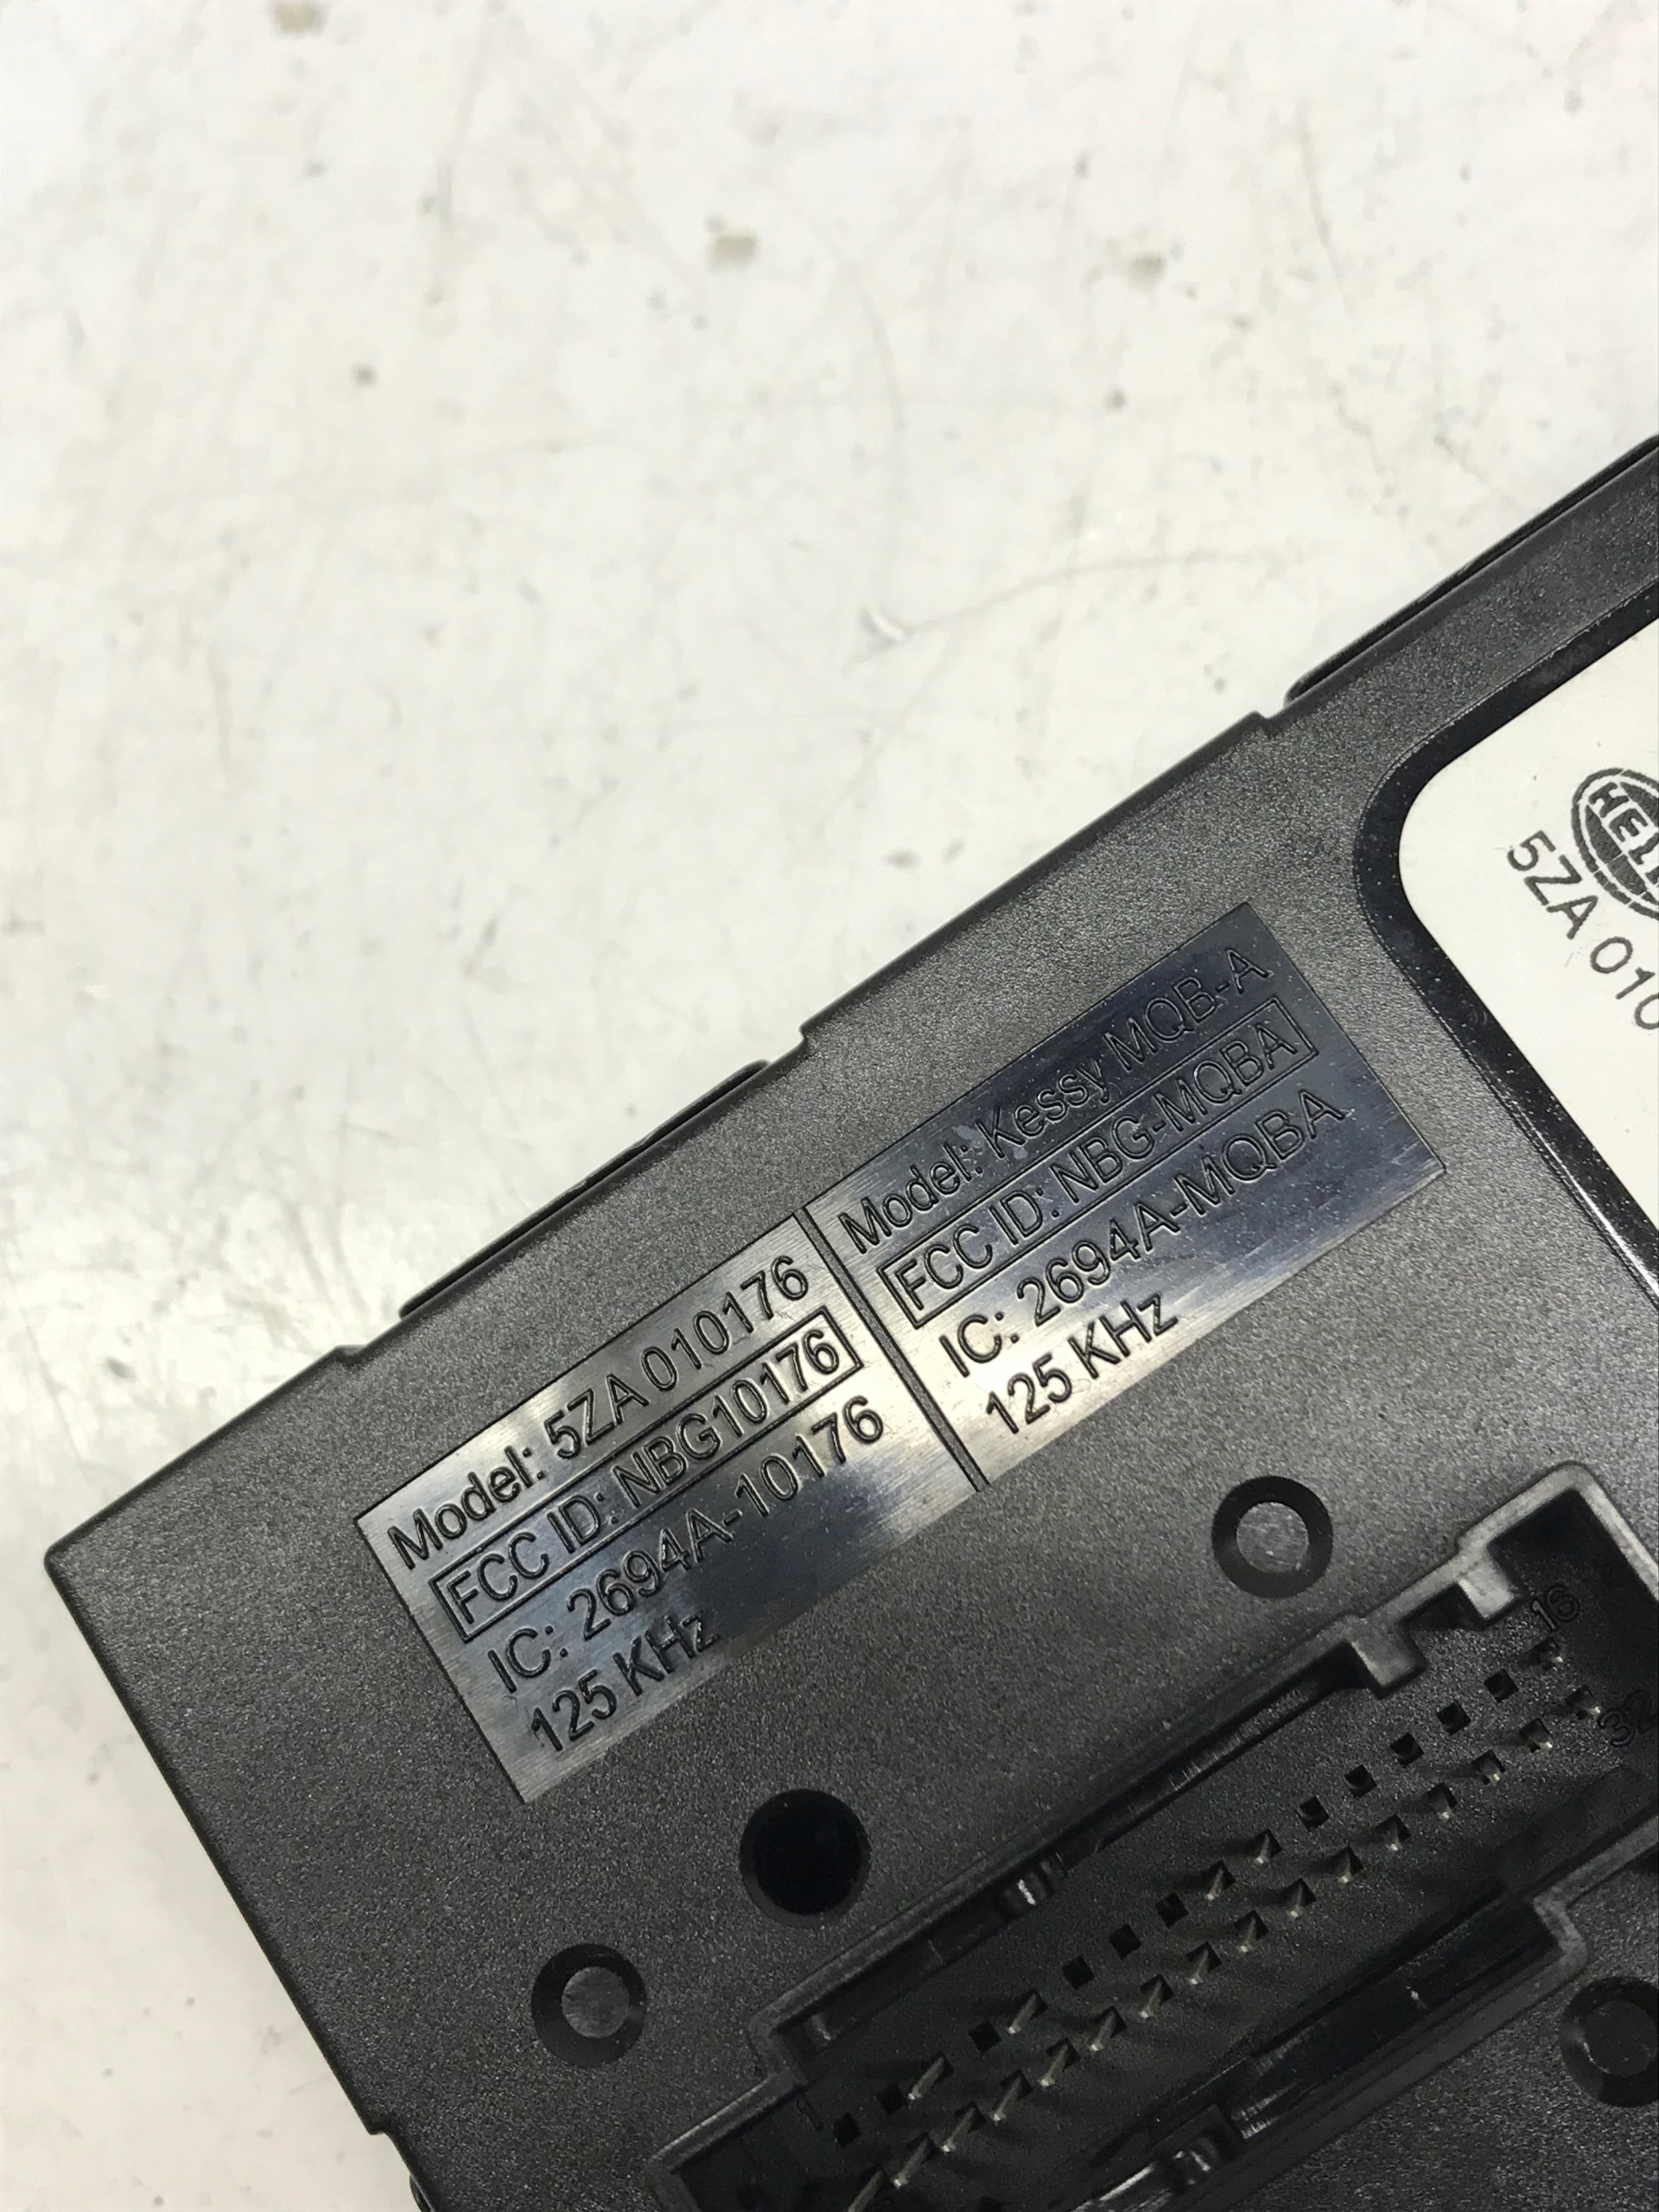 Model: 5ZA 010176
FCC ID: NBG10176
IC: 2694A-10176
125 KHz
Model: Kessy MQB-A
FCC ID: NBG-MQBA
IC: 2694A-MQBA
125 KHz
5ZA 010
16
32
1